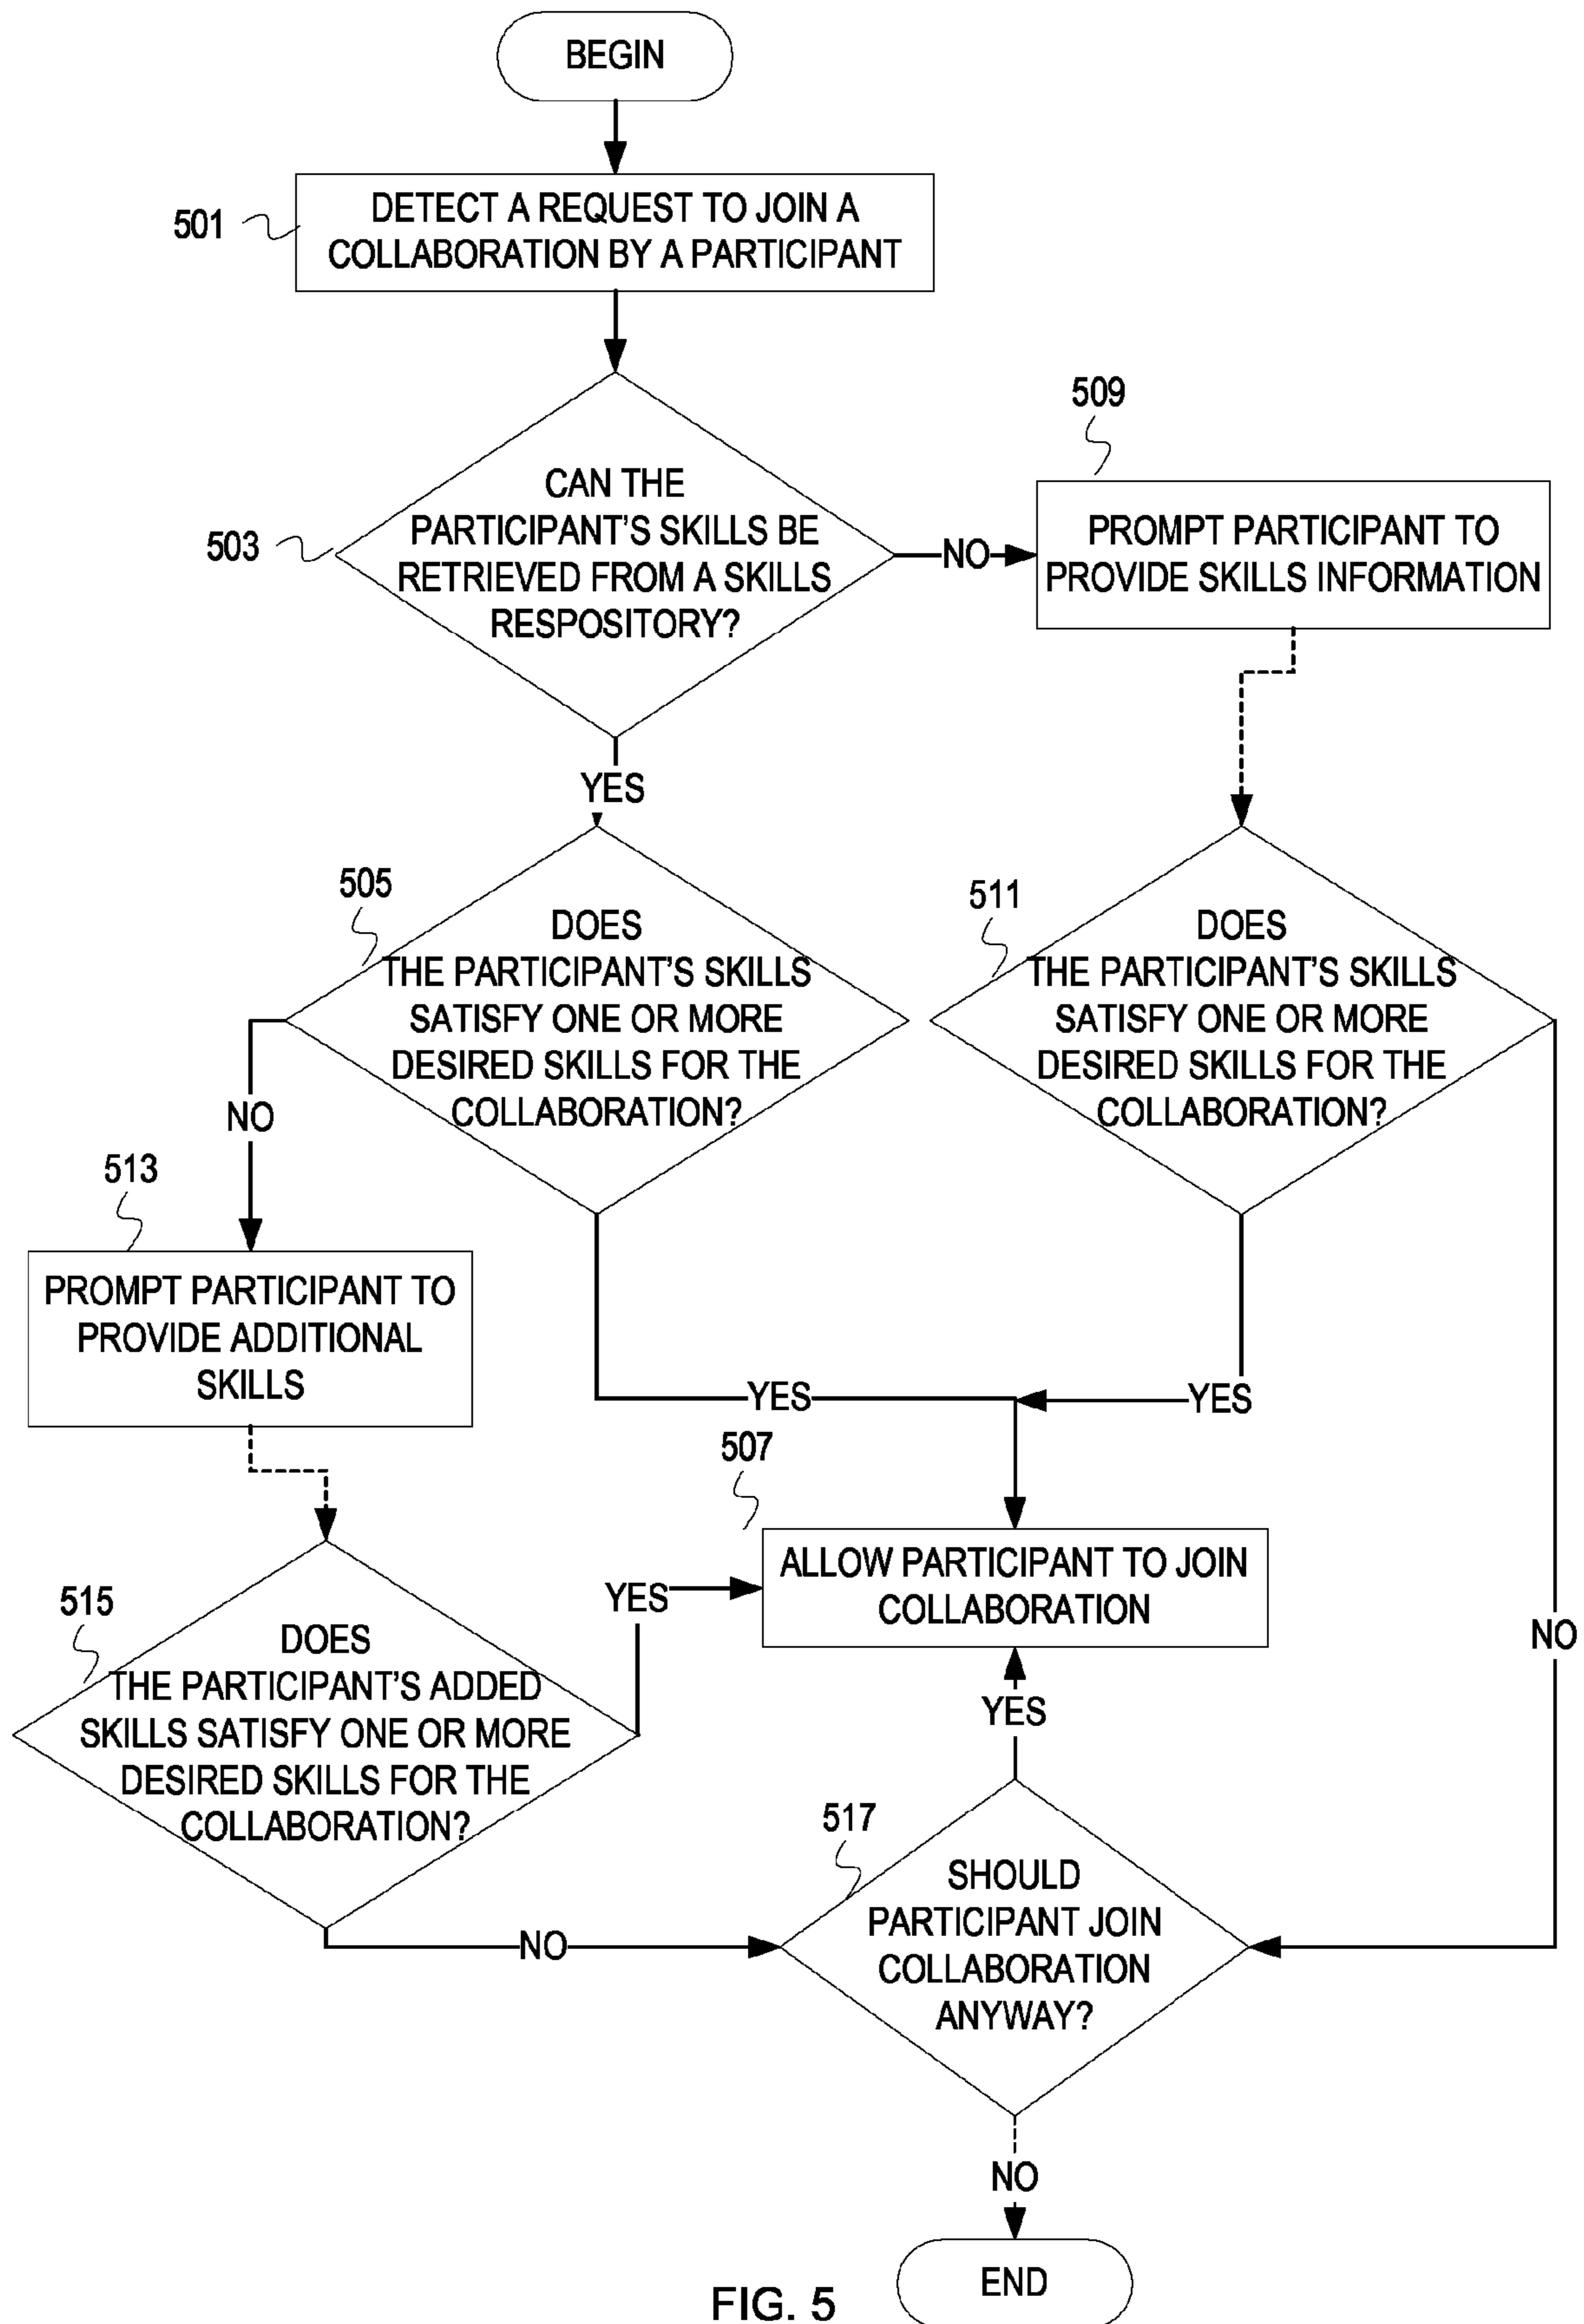 BEGIN
501
DETECT A REQUEST TO JOIN A
COLLABORATION BY A PARTICIPANT
503
CAN THE
PARTICIPANT'S SKILLS BE
RETRIEVED FROM A SKILLS
RESPOSITORY?
NO
509
PROMPT PARTICIPANT TO
PROVIDE SKILLS INFORMATION
YES
505
DOES
THE PARTICIPANT'S SKILLS
SATISFY ONE OR MORE
DESIRED SKILLS FOR THE
COLLABORATION?
511
DOES
THE PARTICIPANT'S SKILLS
SATISFY ONE OR MORE
DESIRED SKILLS FOR THE
COLLABORATION?
NO
513
PROMPT PARTICIPANT TO
PROVIDE ADDITIONAL
SKILLS
YES
YES
507
ALLOW PARTICIPANT TO JOIN
COLLABORATION
YES
515
DOES
THE PARTICIPANT'S ADDED
SKILLS SATISFY ONE OR MORE
DESIRED SKILLS FOR THE
COLLABORATION?
NO
YES
517
SHOULD
PARTICIPANT JOIN
COLLABORATION
ANYWAY?
NO
NO
END
FIG. 5